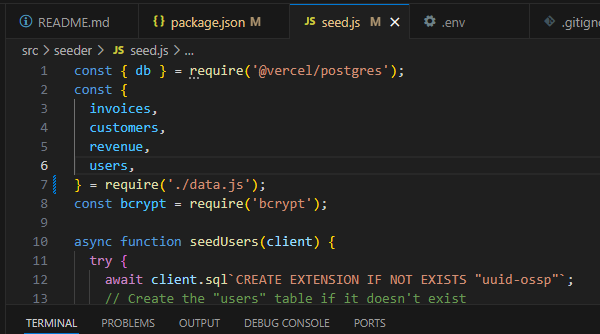 README.md package.json M JS seed.js M .env .gitign
src > seeder > JS seed.js > ...
1 const { db } = require('@vercel/postgres');
2 const {
3 invoices,
4 customers,
5 revenue,
6 users,
7 } = require('./data.js');
8 const bcrypt = require('bcrypt');
9
10 async function seedUsers(client) {
11 try {
12 await client.sql`CREATE EXTENSION IF NOT EXISTS "uuid-ossp"`;
13 // Create the "users" table if it doesn't exist
TERMINAL PROBLEMS OUTPUT DEBUG CONSOLE PORTS